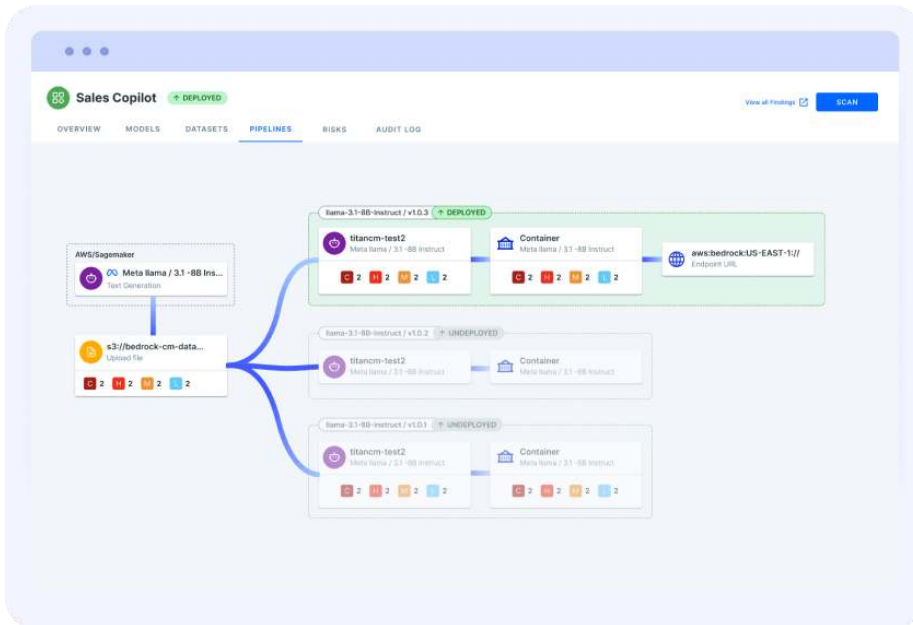 Sales Copilot
↑ DEPLOYED
View all Findings
SCAN
OVERVIEW MODELS DATASETS PIPELINES RISKS AUDIT LOG
AWS/Sagemaker
Meta llama / 3.1 -8B Ins...
Text Generation
s3://bedrock-cm-data...
Upload file
C 2 H 2 M 2 L 2
llama-3.1-8B-Instruct / v1.0.3
↑ DEPLOYED
titancm-test2
Meta llama / 3.1 -8B Instruct
C 2 H 2 M 2 L 2
Container
Meta llama / 3.1 -8B Instruct
C 2 H 2 M 2 L 2
aws:bedrock:US-EAST-1://
Endpoint URL
llama-3.1-8B-Instruct / v1.0.2
↑ UNDEPLOYED
titancm-test2
Meta llama / 3.1 -8B Instruct
Container
Meta llama / 3.1 -8B Instruct
llama-3.1-8B-Instruct / v1.0.1
↑ UNDEPLOYED
titancm-test2
Meta llama / 3.1 -8B Instruct
C 2 H 2 M 2 L 2
Container
Meta llama / 3.1 -8B Instruct
C 2 H 2 M 2 L 2